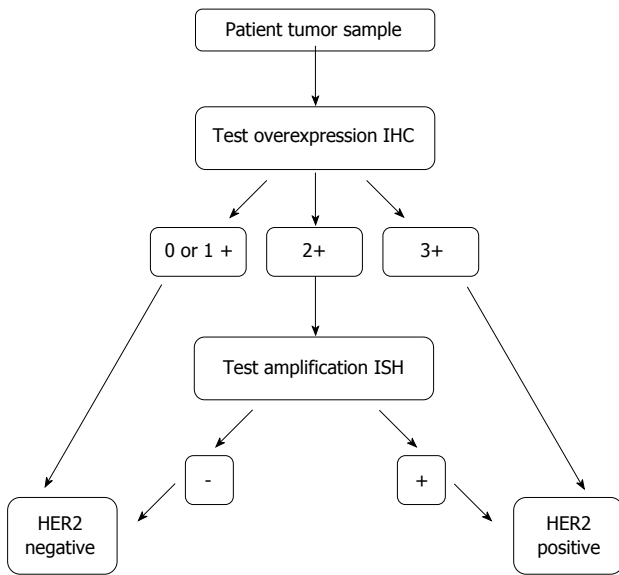 Patient tumor sample
Test overexpression IHC
0 or 1 +
2+
3+
Test amplification ISH
-
+
HER2
negative
HER2
positive